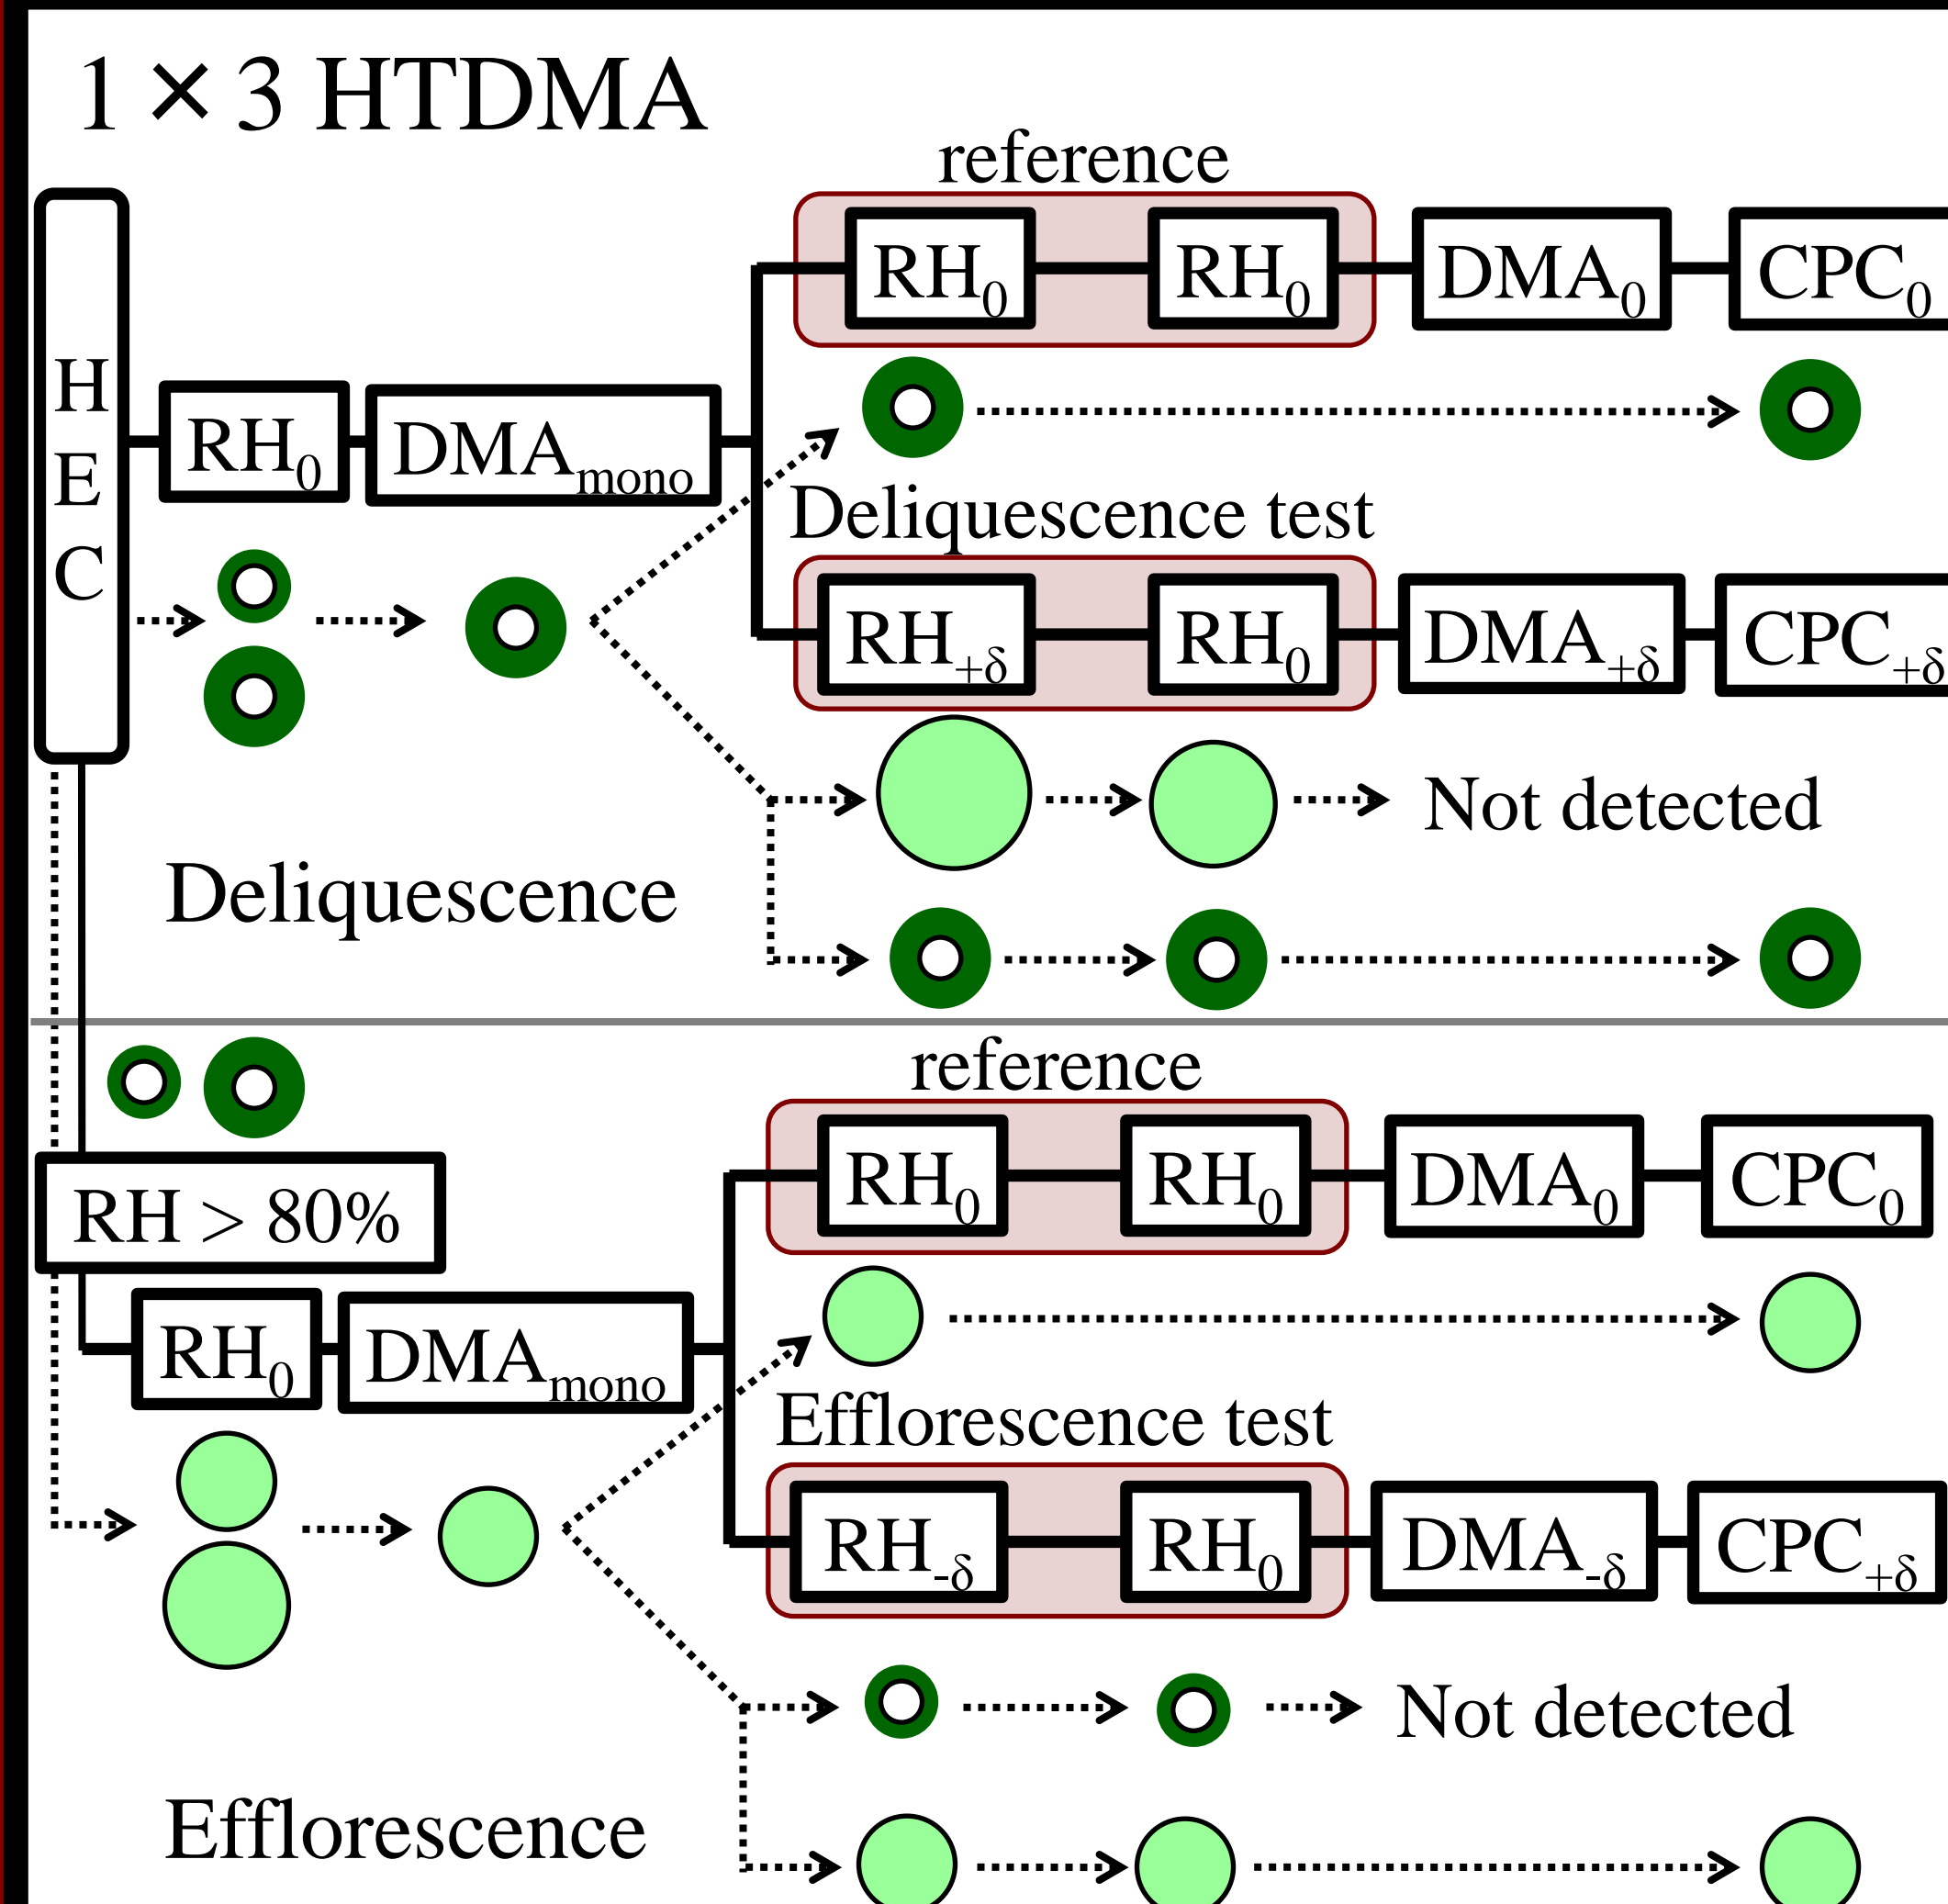 1 × 3 HTDMA
reference
RH₀ RH₀ DMA₀ CPC₀
H
E
C
RH₀ DMAmono
Deliquescence test
RH+δ RH₀ DMA+δ CPC+δ
Not detected
Deliquescence
reference
RH₀ RH₀ DMA₀ CPC₀
RH > 80%
RH₀ DMAmono
Efflorescence test
RH-δ RH₀ DMA-δ CPC+δ
Not detected
Efflorescence